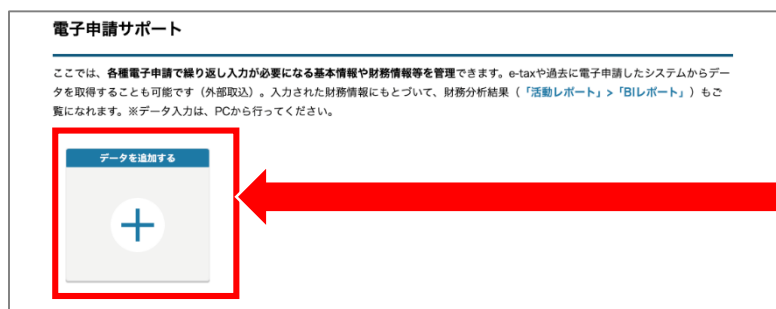 電子申請サポート
ここでは、各種電子申請で繰り返し入力が必要になる基本情報や財務情報等を管理できます。e-taxや過去に電子申請したシステムからデー
タを取得することも可能です（外部取込）。入力された財務情報にもとづいて、財務分析結果（「活動レポート」>「BIレポート」）もご
覧になれます。※データ入力は、PCから行ってください。
データを追加する